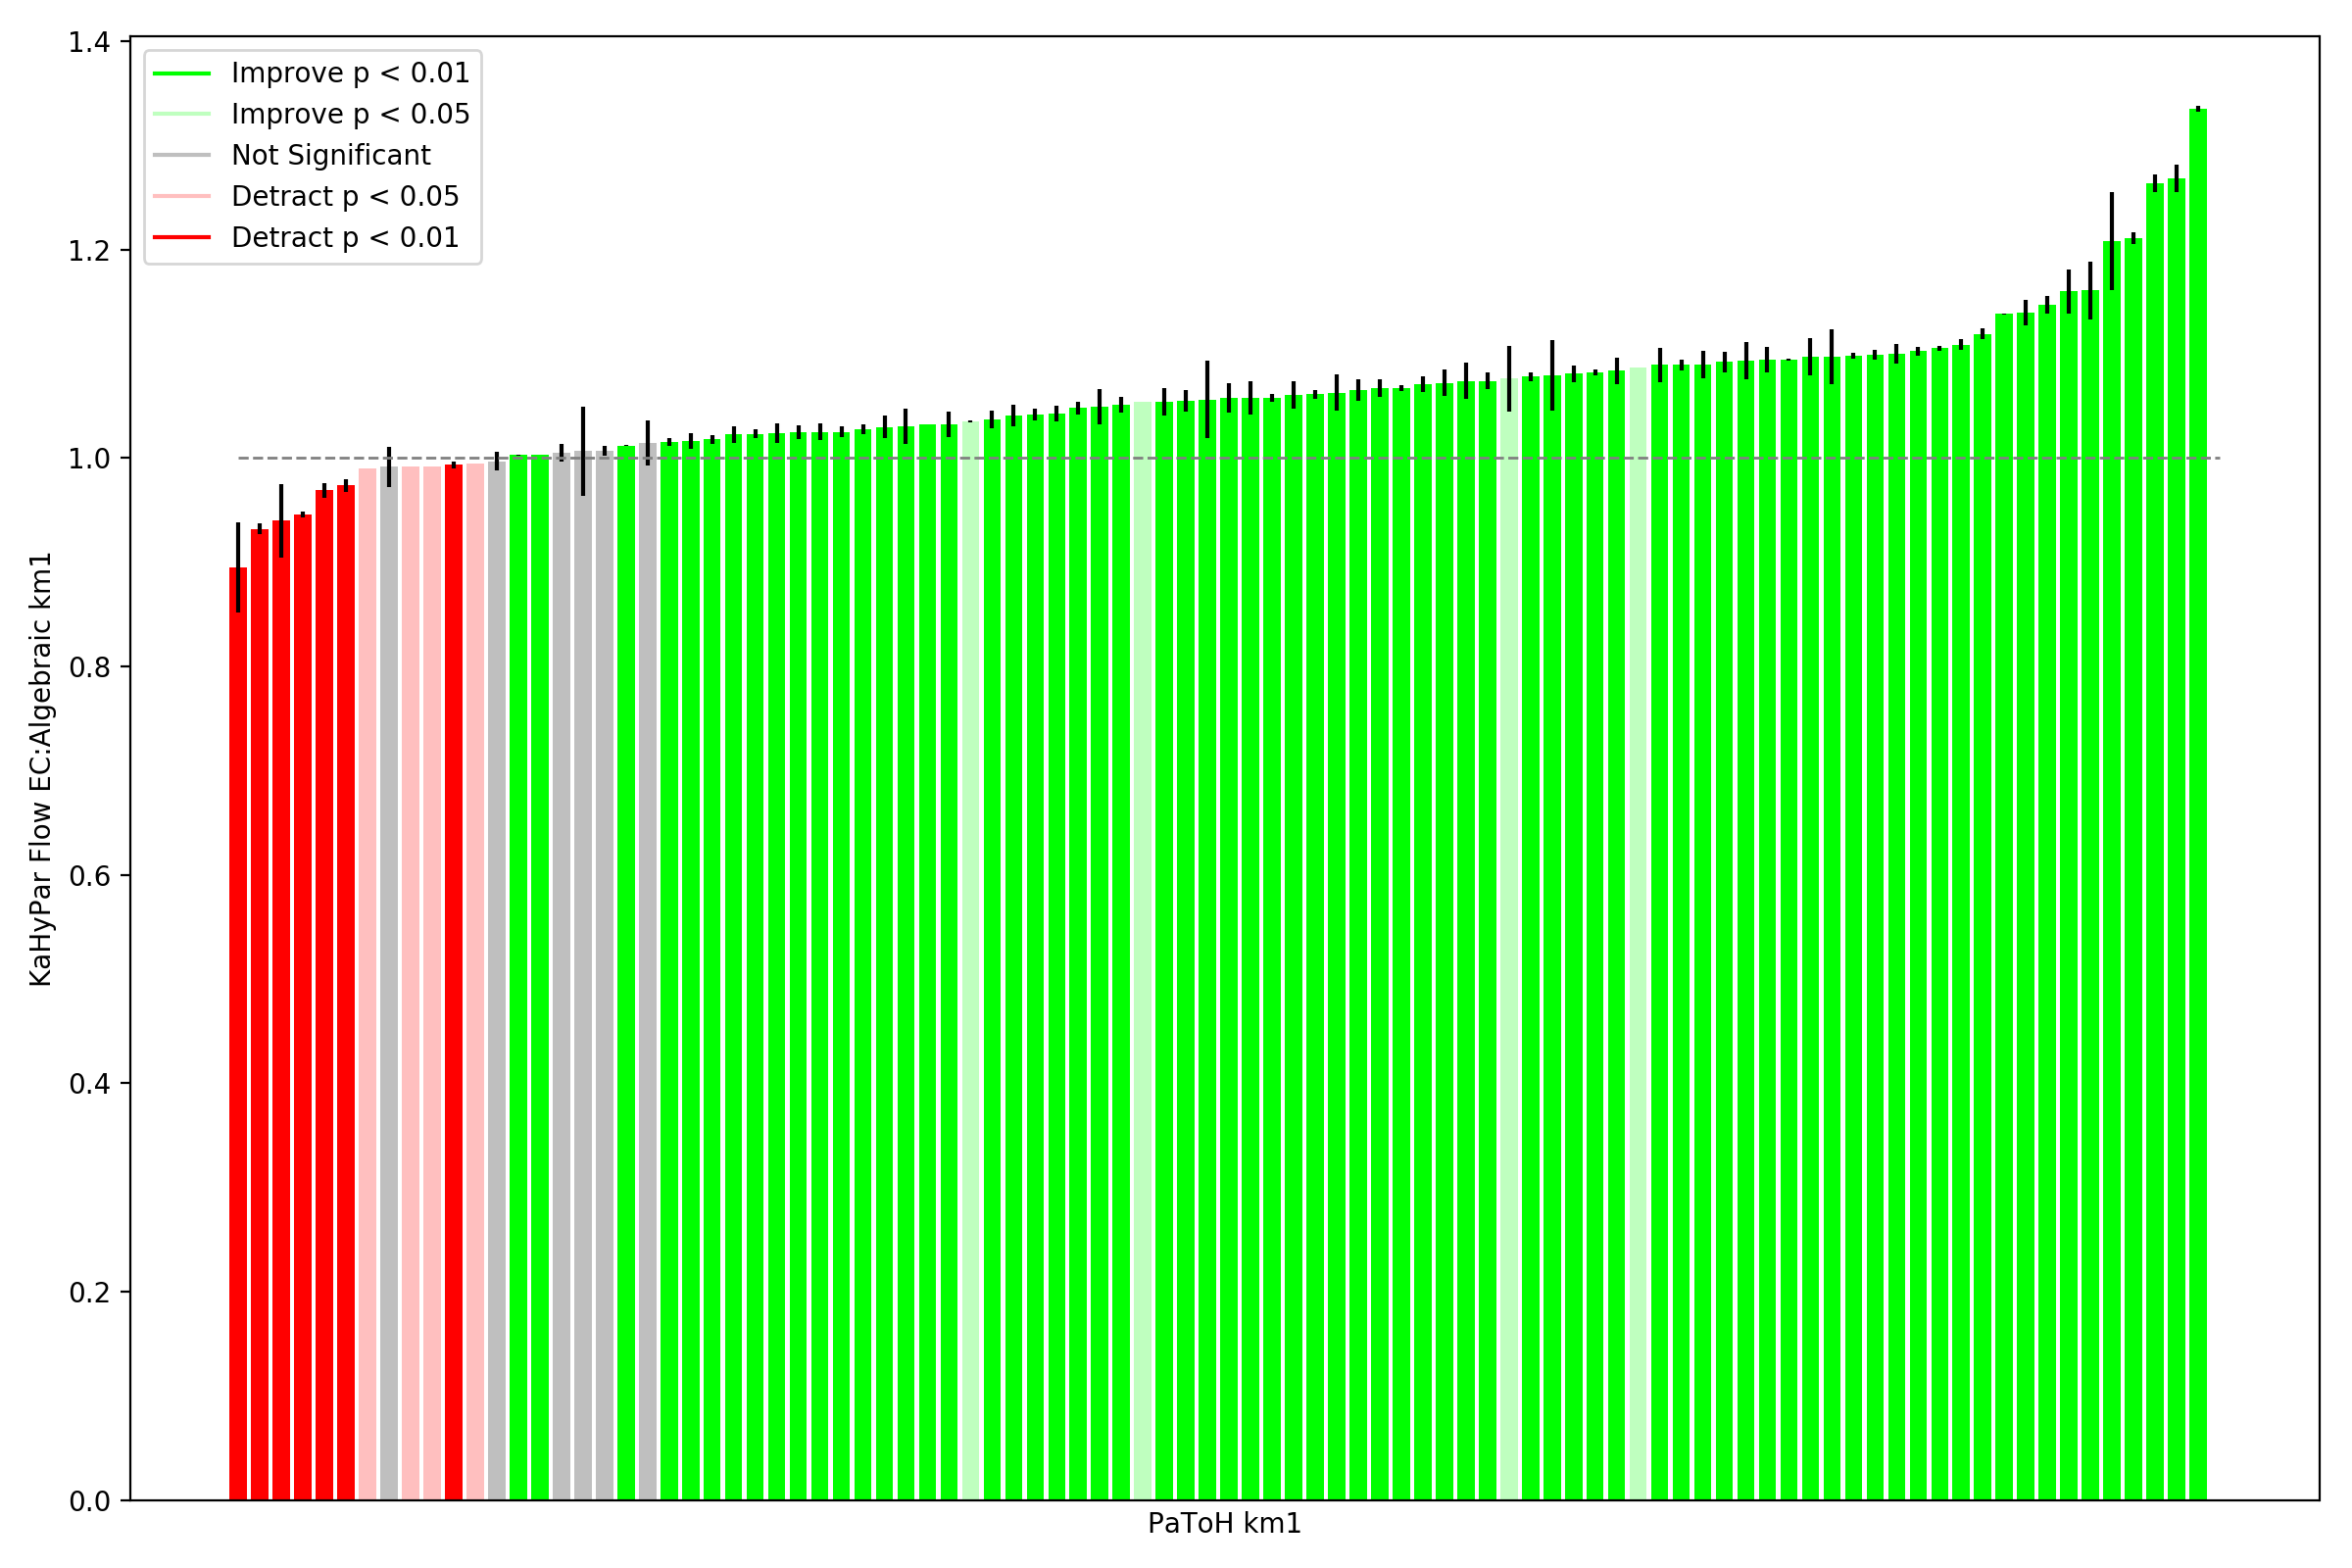 1.4
1.2
1.0
0.8
0.6
0.4
0.2
0.0
Improve p < 0.01
Improve p < 0.05
Not Significant
Detract p < 0.05
Detract p < 0.01
KaHyPar Flow EC:Algebraic km1
PaToH km1